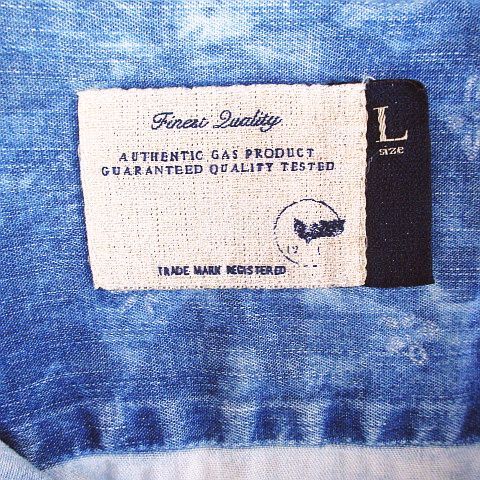 Finest Quality
AUTHENTIC GAS PRODUCT
GUARANTEED QUALITY TESTED
TRADE MARK REGISTERED
L
size